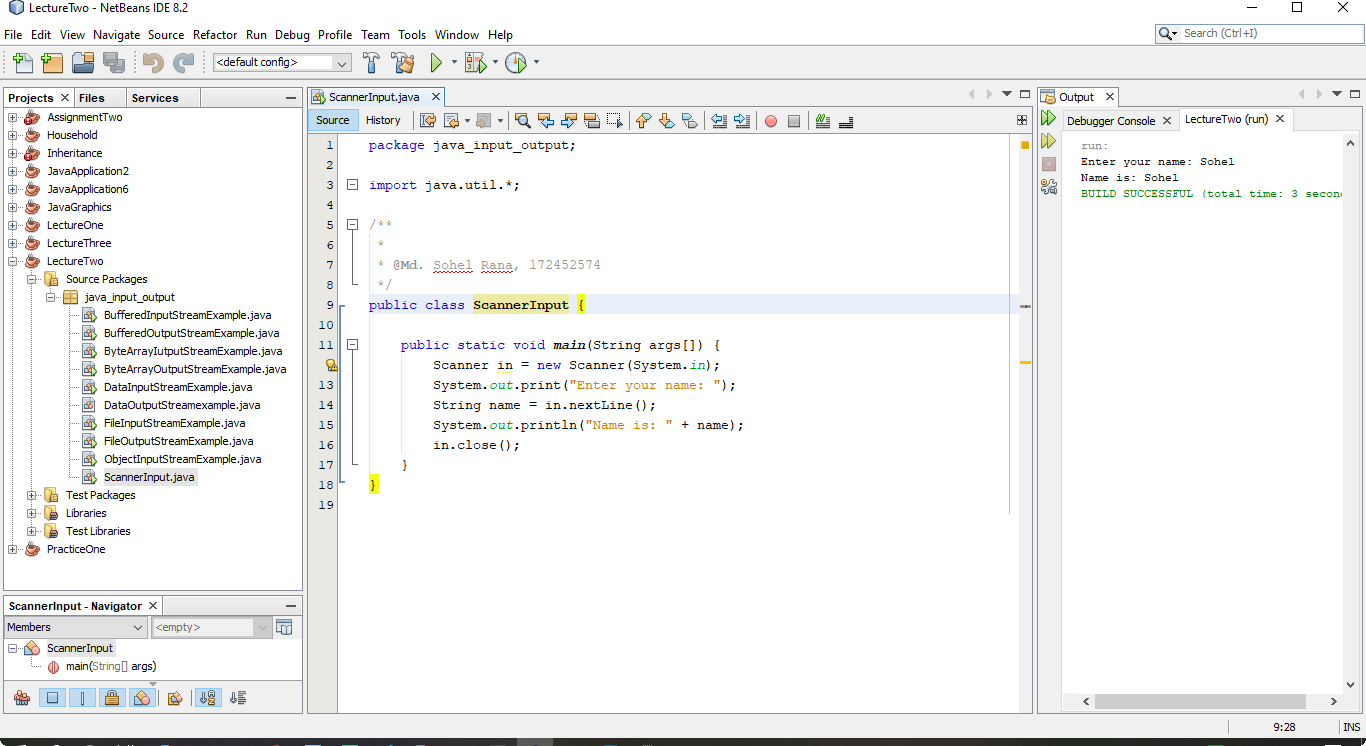 LectureTwo - NetBeans IDE 8.2
File Edit View Navigate Source Refactor Run Debug Profile Team Tools Window Help
Search (Ctrl+I)
<default config>
Projects Files Services
AssignmentTwo
Household
Inheritance
JavaApplication2
JavaApplication6
JavaGraphics
LectureOne
LectureThree
LectureTwo
Source Packages
java_input_output
BufferedInputStreamExample.java
BufferedOutputStreamExample.java
ByteArrayIutputStreamExample.java
ByteArrayOutputStreamExample.java
DataInputStreamExample.java
DataOutputStreamexample.java
FileInputStreamExample.java
FileOutputStreamExample.java
ObjectInputStreamExample.java
ScannerInput.java
Test Packages
Libraries
Test Libraries
PracticeOne
ScannerInput - Navigator
Members <empty>
ScannerInput
main(String[] args)
ScannerInput.java
Source History
1 package java_input_output;
2
3 import java.util.*;
4
5 /**
6 *
7 * @Md. Sohel Rana, 172452574
8 */
9 public class ScannerInput {
10
11 public static void main(String args[]) {
Scanner in = new Scanner(System.in);
13 System.out.print("Enter your name: ");
14 String name = in.nextLine();
15 System.out.println("Name is: " + name);
16 in.close();
17 }
18 }
19
Output
Debugger Console LectureTwo (run)
run:
Enter your name: Sohel
Name is: Sohel
BUILD SUCCESSFUL (total time: 3 secon
9:28 INS